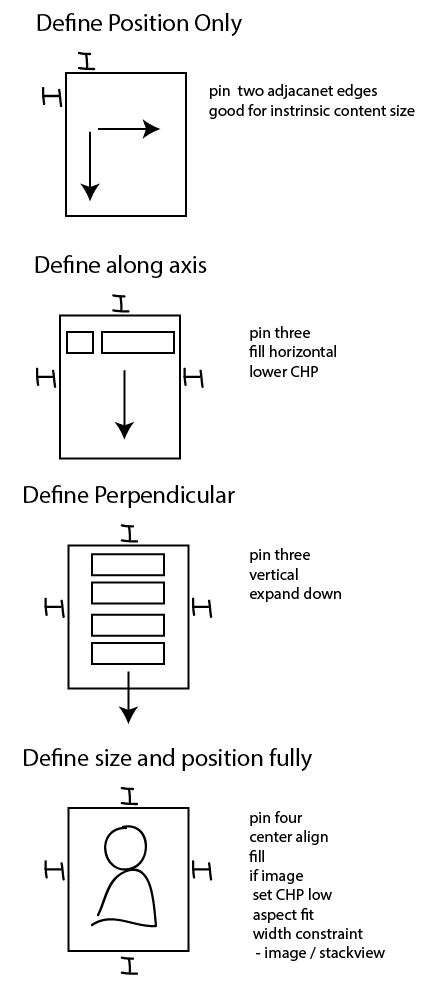 Define Position Only
pin two adjacanet edges
good for instrinsic content size
Define along axis
pin three
fill horizontal
lower CHP
Define Perpendicular
pin three
vertical
expand down
Define size and position fully
pin four
center align
fill
if image
set CHP low
aspect fit
width constraint
- image / stackview